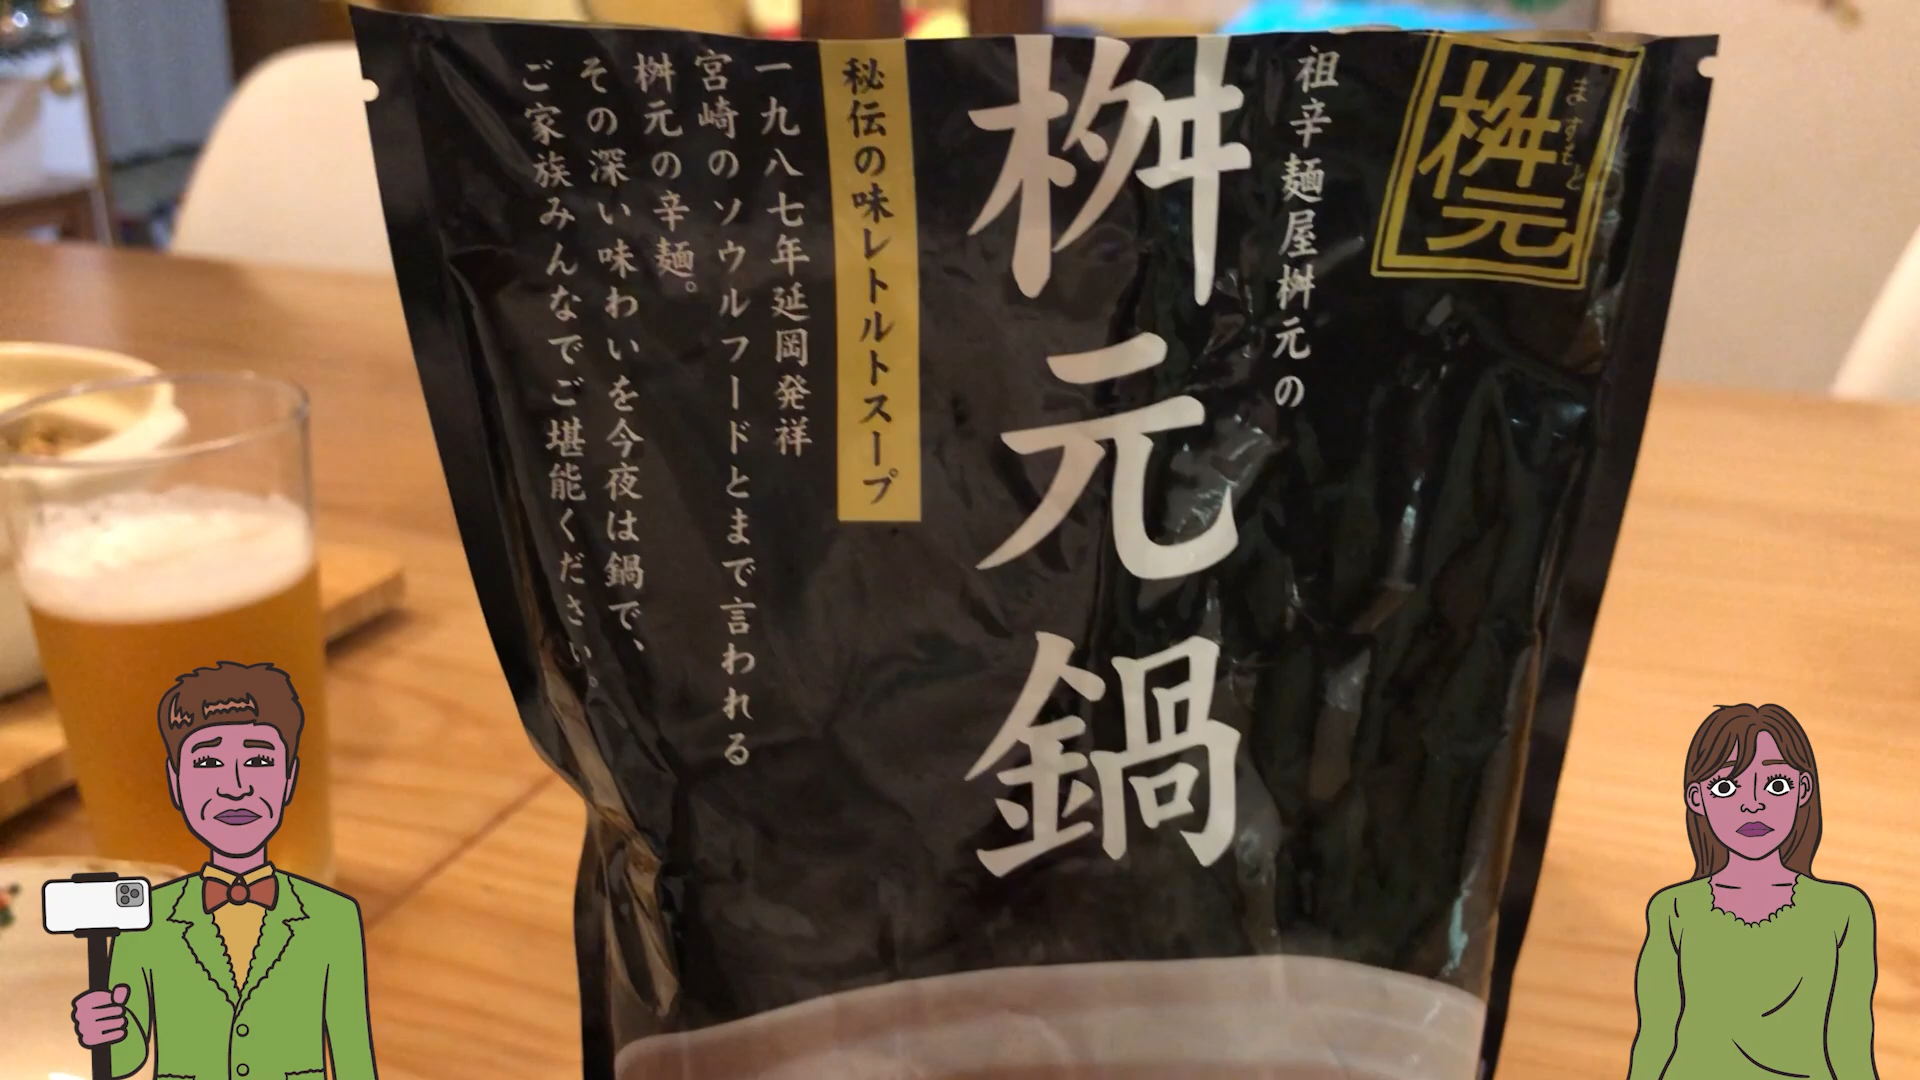 桝元
ますもと
祖辛麺屋桝元の
桝元鍋
秘伝の味レトルトスープ
一九八七年延岡発祥
宮崎のソウルフードとまで言われる
桝元の辛麺。
その深い味わいを今夜は鍋で、
ご家族みんなでご堪能ください。